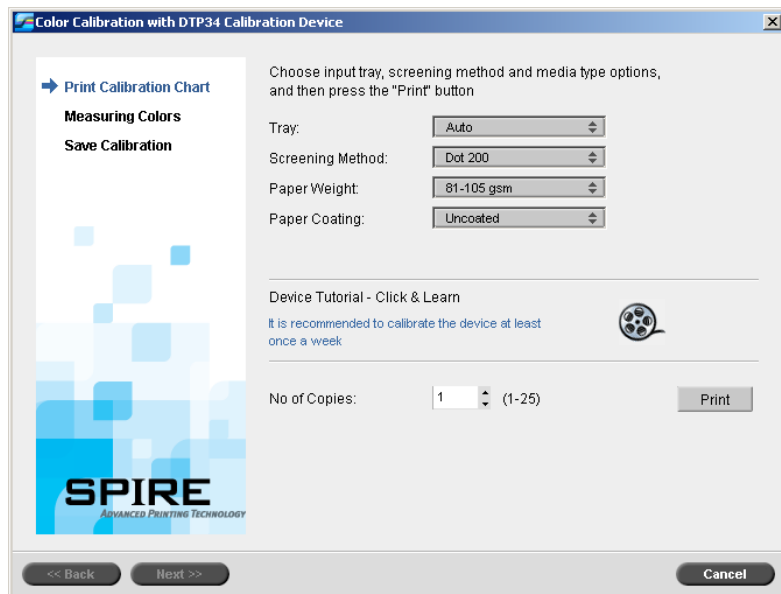 Color Calibration with DTP34 Calibration Device
Print Calibration Chart
Measuring Colors
Save Calibration
Choose input tray, screening method and media type options,
and then press the "Print" button
Tray: Auto
Screening Method: Dot 200
Paper Weight: 81-105 gsm
Paper Coating: Uncoated
Device Tutorial - Click & Learn
It is recommended to calibrate the device at least
once a week
No of Copies: 1 (1-25) Print
SPIRE
ADVANCED PRINTING TECHNOLOGY
<< Back Next >> Cancel